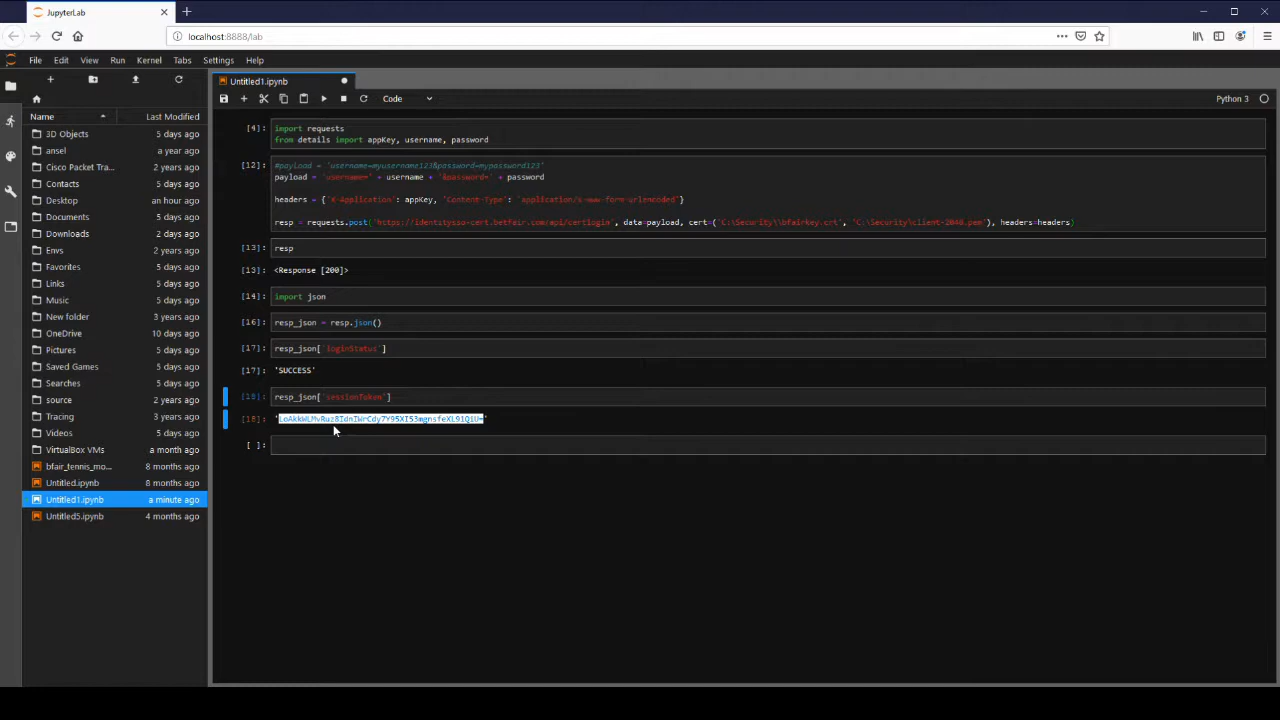 JupyterLab
localhost:8888/lab
File Edit View Run Kernel Tabs Settings Help
Untitled1.ipynb
Code
Python 3
Name Last Modified
3D Objects 5 days ago
ansel a year ago
Cisco Packet Tra... 2 years ago
Contacts 5 days ago
Desktop an hour ago
Documents 5 days ago
Downloads 2 days ago
Envs 2 years ago
Favorites 5 days ago
Links 5 days ago
Music 5 days ago
New folder 3 years ago
OneDrive 10 days ago
Pictures 5 days ago
Saved Games 5 days ago
Searches 5 days ago
source 2 years ago
Tracing 3 years ago
Videos 5 days ago
VirtualBox VMs a month ago
bfair_tennis_mo... 8 months ago
Untitled.ipynb 8 months ago
Untitled1.ipynb a minute ago
Untitled5.ipynb 4 months ago
[4]: import requests
from details import appKey, username, password
[12]: #payload = 'username=myusername123&password=mypassword123'
payload = 'username=' + username + '&password=' + password
headers = {'X-Application': appKey, 'Content-Type': 'application/x-www-form-urlencoded'}
resp = requests.post('https://identitysso-cert.betfair.com/api/certlogin', data=payload, cert=('C:\Security\\bfairkey.crt', 'C:\Security\client-2048.pem'), headers=headers)
[13]: resp
[13]: <Response [200]>
[14]: import json
[16]: resp_json = resp.json()
[17]: resp_json['loginStatus']
[17]: 'SUCCESS'
[18]: resp_json['sessionToken']
[18]:
[ ]: